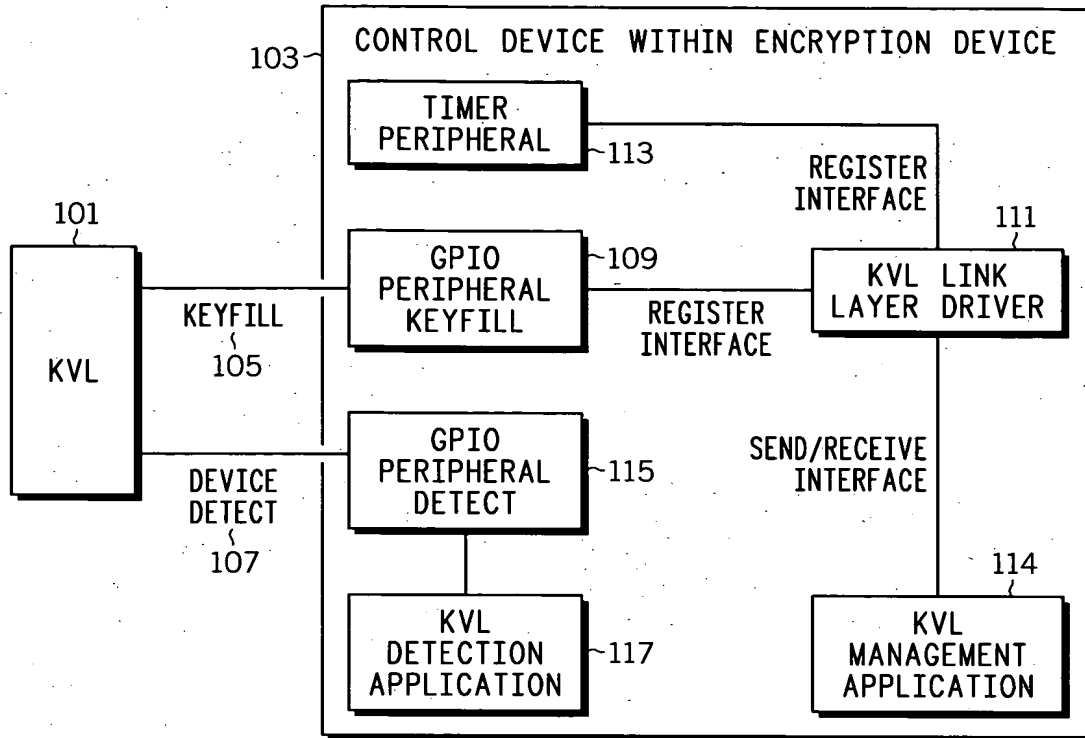 CONTROL DEVICE WITHIN ENCRYPTION DEVICE
103
TIMER
PERIPHERAL
113
REGISTER
INTERFACE
101
KVL
KEYFILL
105
GPIO
PERIPHERAL
KEYFILL
109
REGISTER
INTERFACE
111
KVL LINK
LAYER DRIVER
DEVICE
DETECT
107
GPIO
PERIPHERAL
DETECT
115
SEND/RECEIVE
INTERFACE
KVL
DETECTION
APPLICATION
117
114
KVL
MANAGEMENT
APPLICATION